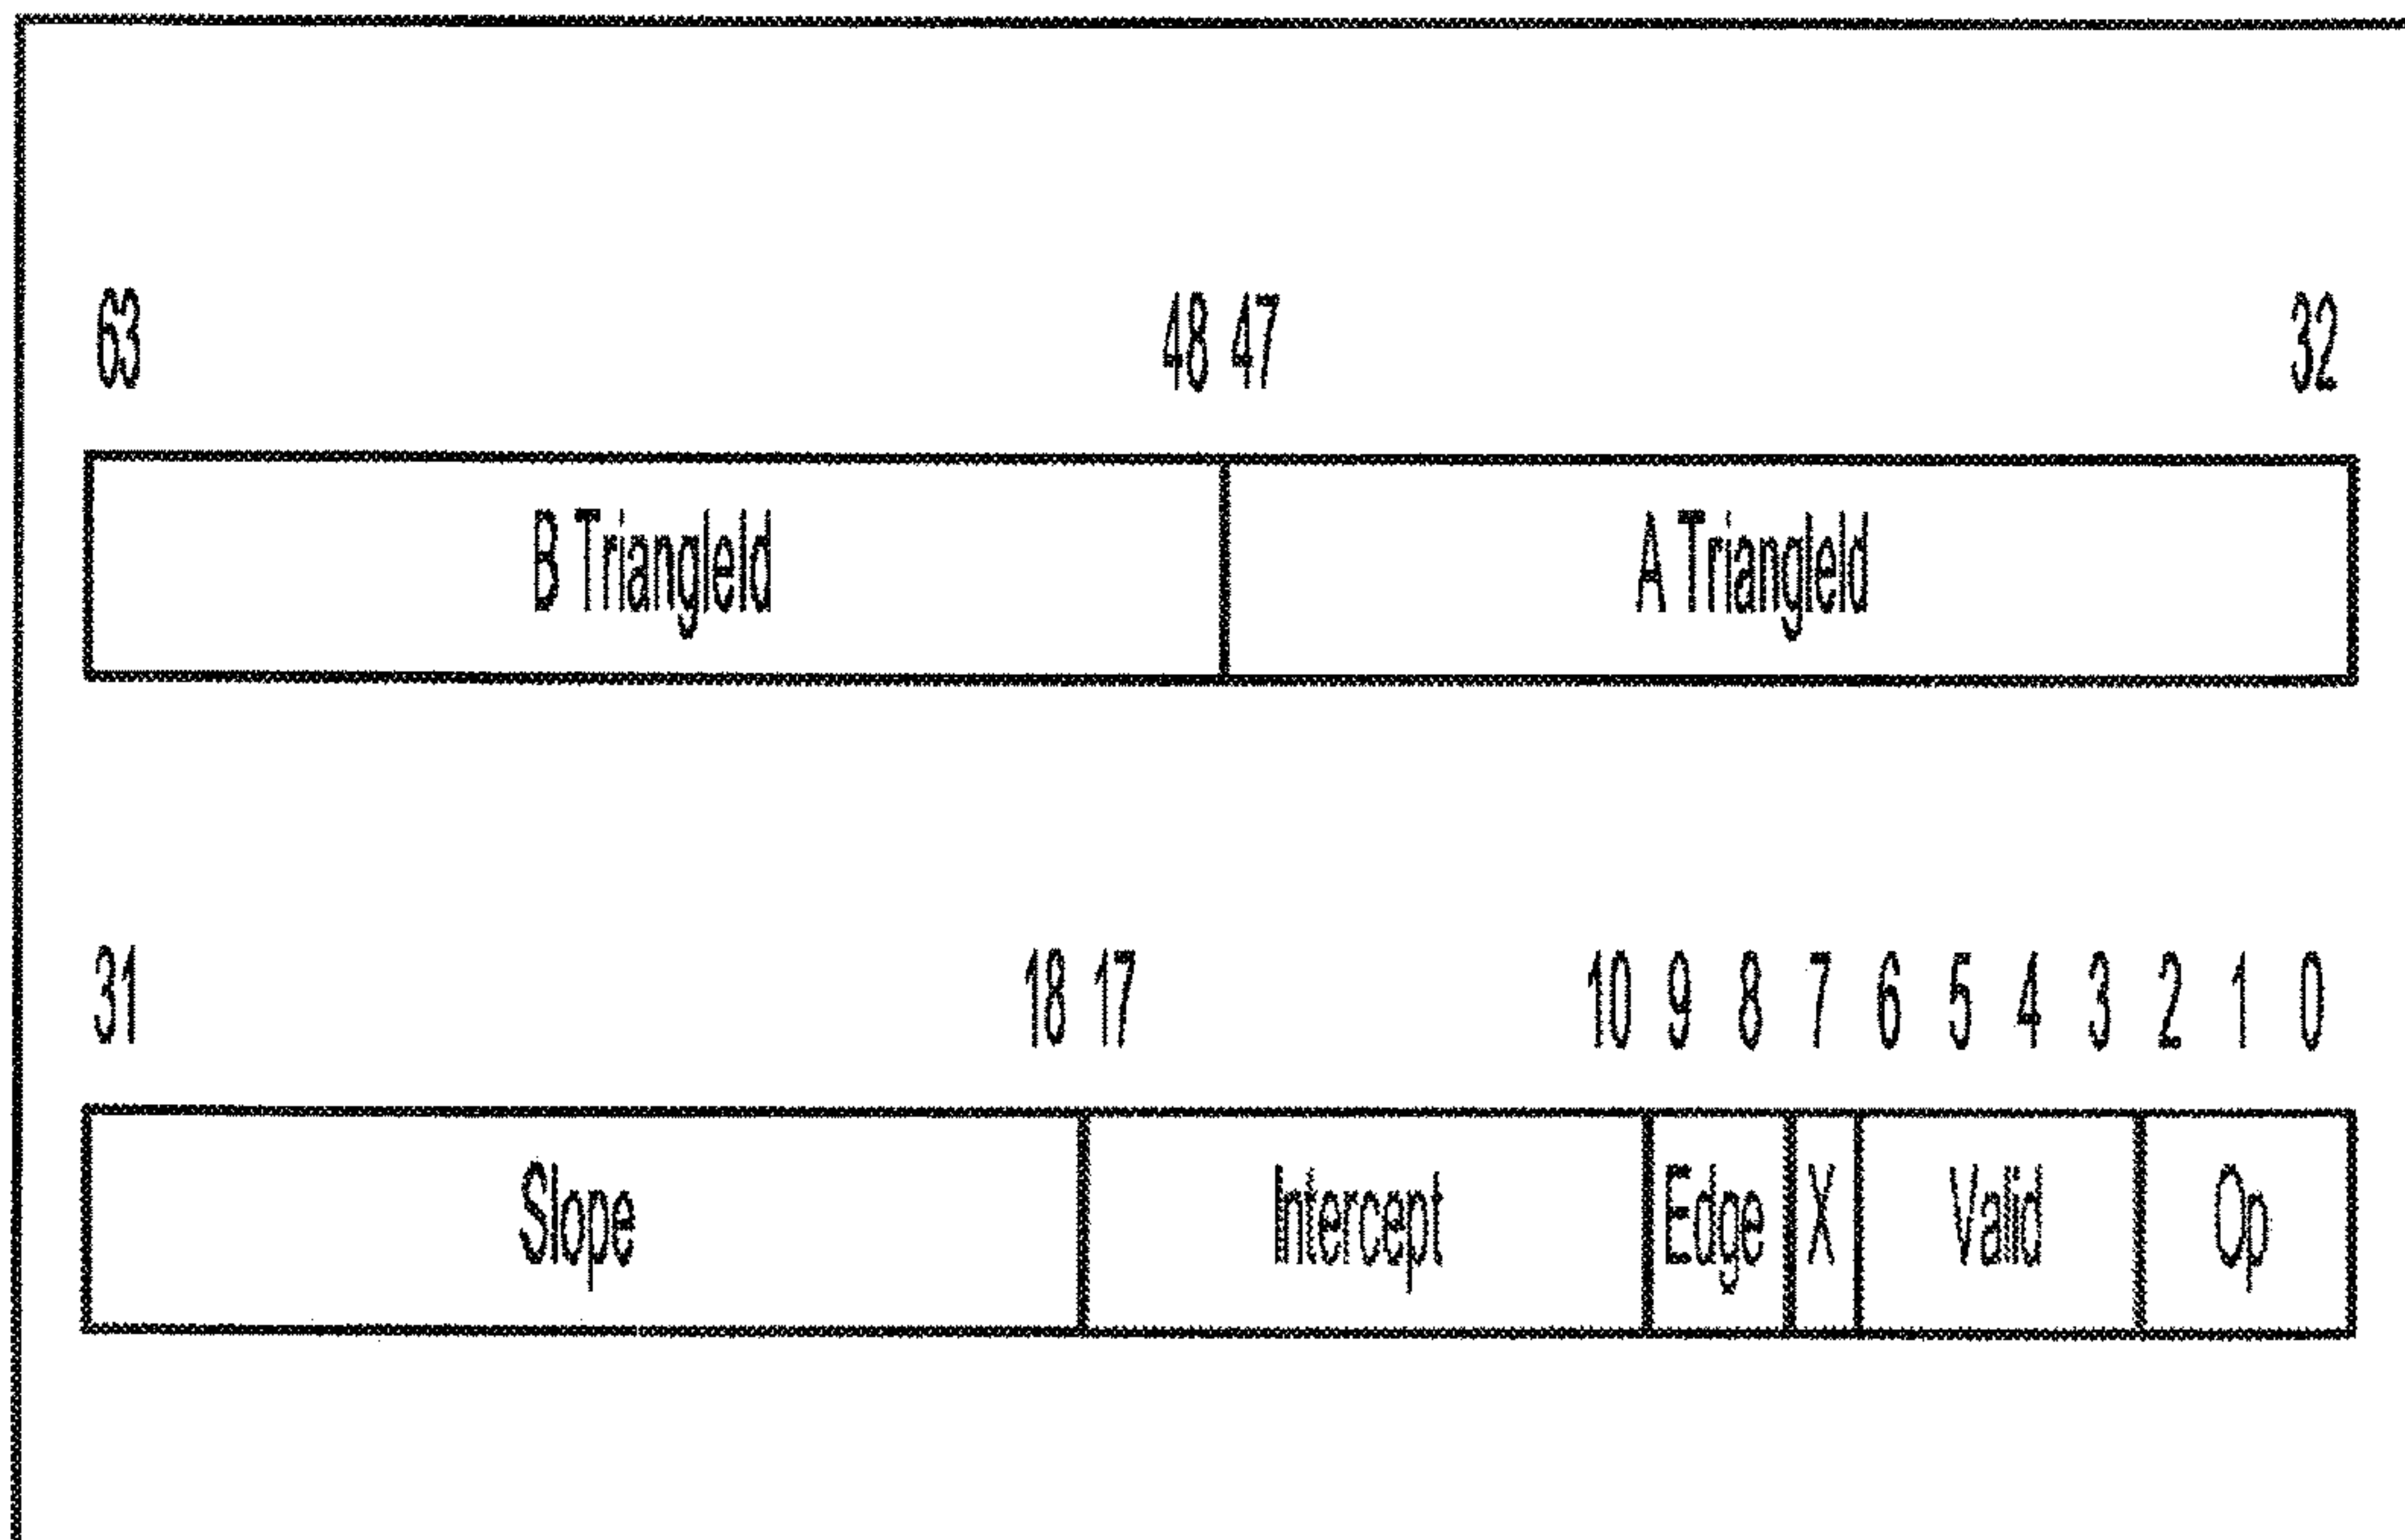 63 48 47 32
B TriangleId A TriangleId
31 18 17 10 9 8 7 6 5 4 3 2 1 0
Slope Intercept Edge X Valid Op